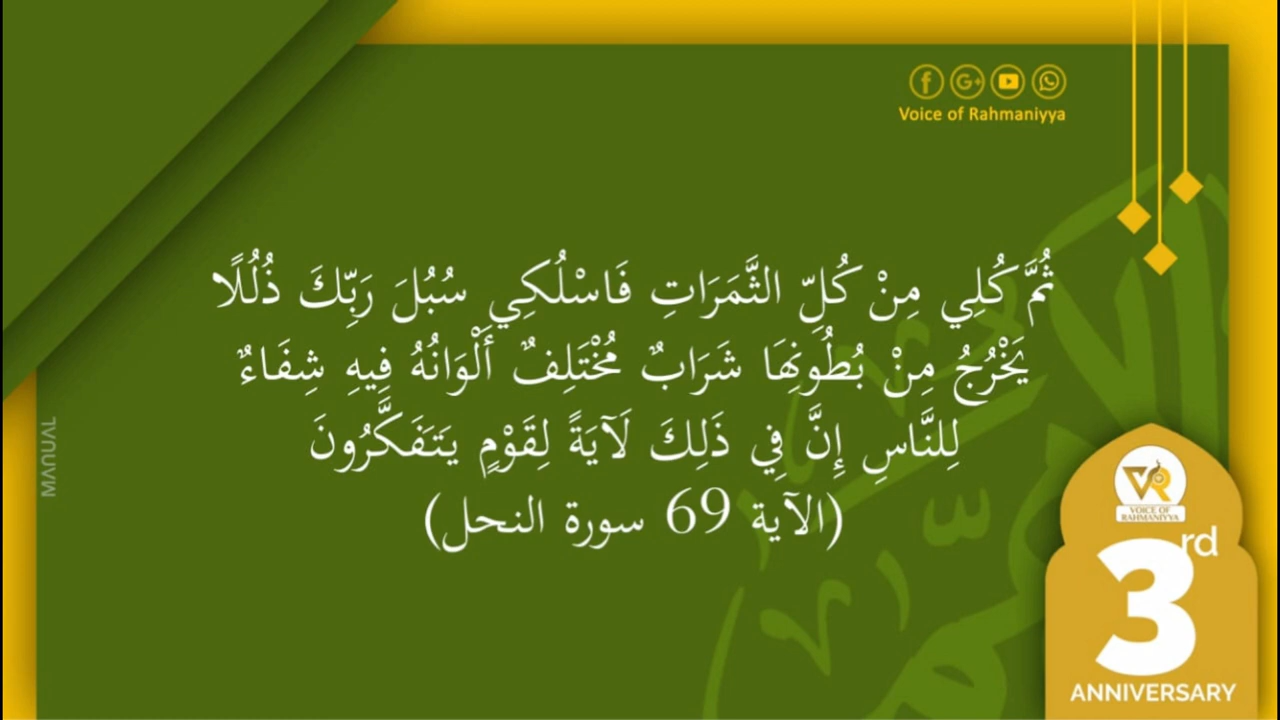 Voice of Rahmaniyya
ثُمَّ كُلِي مِنْ كُلِّ الثَّمَرَاتِ فَاسْلُكِي سُبُلَ رَبِّكَ ذُلُلًا
يَخْرُجُ مِنْ بُطُونِهَا شَرَابٌ مُخْتَلِفٌ أَلْوَانُهُ فِيهِ شِفَاءٌ
لِلنَّاسِ إِنَّ فِي ذَلِكَ لَآيَةً لِقَوْمٍ يَتَفَكَّرُونَ
(الآية 69 سورة النحل)
VR
VOICE OF
RAHMANIYYA
3rd
ANNIVERSARY